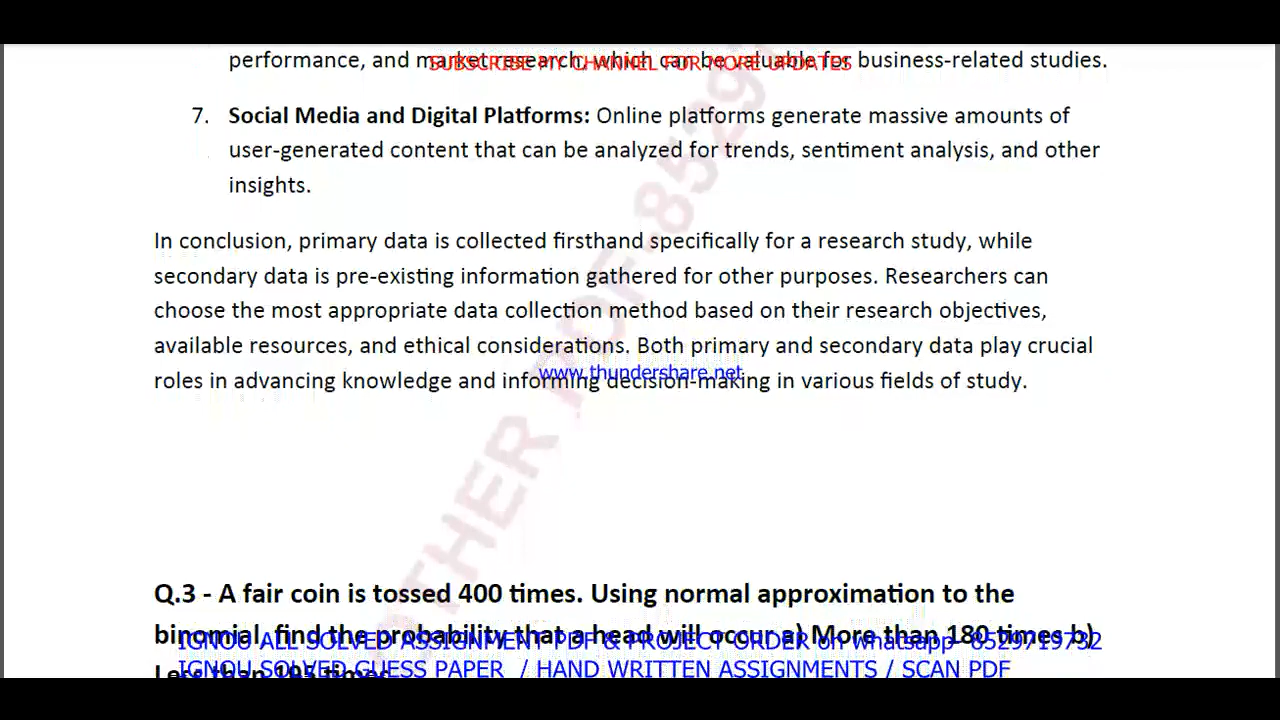 performance, and market research, which can be valuable for business-related studies.
SUBSCRIBE MY CHANNEL FOR MORE UPDATES
7. Social Media and Digital Platforms: Online platforms generate massive amounts of
user-generated content that can be analyzed for trends, sentiment analysis, and other
insights.
In conclusion, primary data is collected firsthand specifically for a research study, while
secondary data is pre-existing information gathered for other purposes. Researchers can
choose the most appropriate data collection method based on their research objectives,
available resources, and ethical considerations. Both primary and secondary data play crucial
www.thundershare.net
roles in advancing knowledge and informing decision-making in various fields of study.
Q.3 - A fair coin is tossed 400 times. Using normal approximation to the
binomial, find the probability that a head will occur a) More than 180 times b)
IGNOU ALL SOLVED ASSIGNMENT PDF & PROJECT ORDER on whatsapp- 8529719732
Less than 195 times.
IGNOU SOLVED GUESS PAPER / HAND WRITTEN ASSIGNMENTS / SCAN PDF